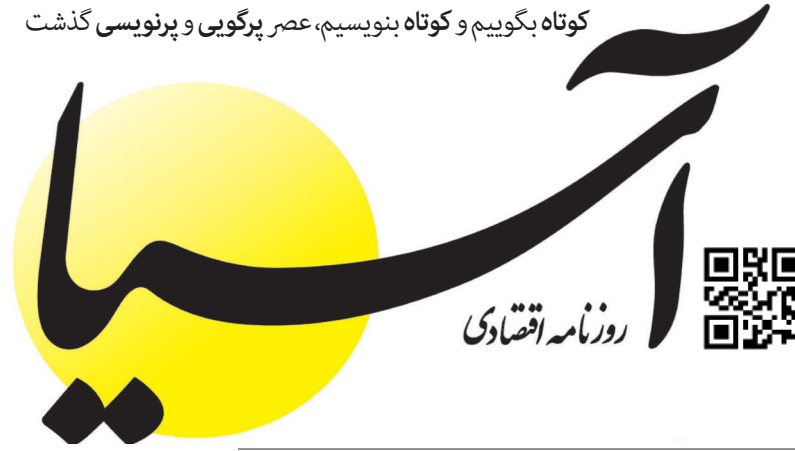 کوتاه بگوییم و کوتاه بنویسیم، عصر پرگویی و پرنویسی گذشت
آسیا
روزنامه اقتصادی